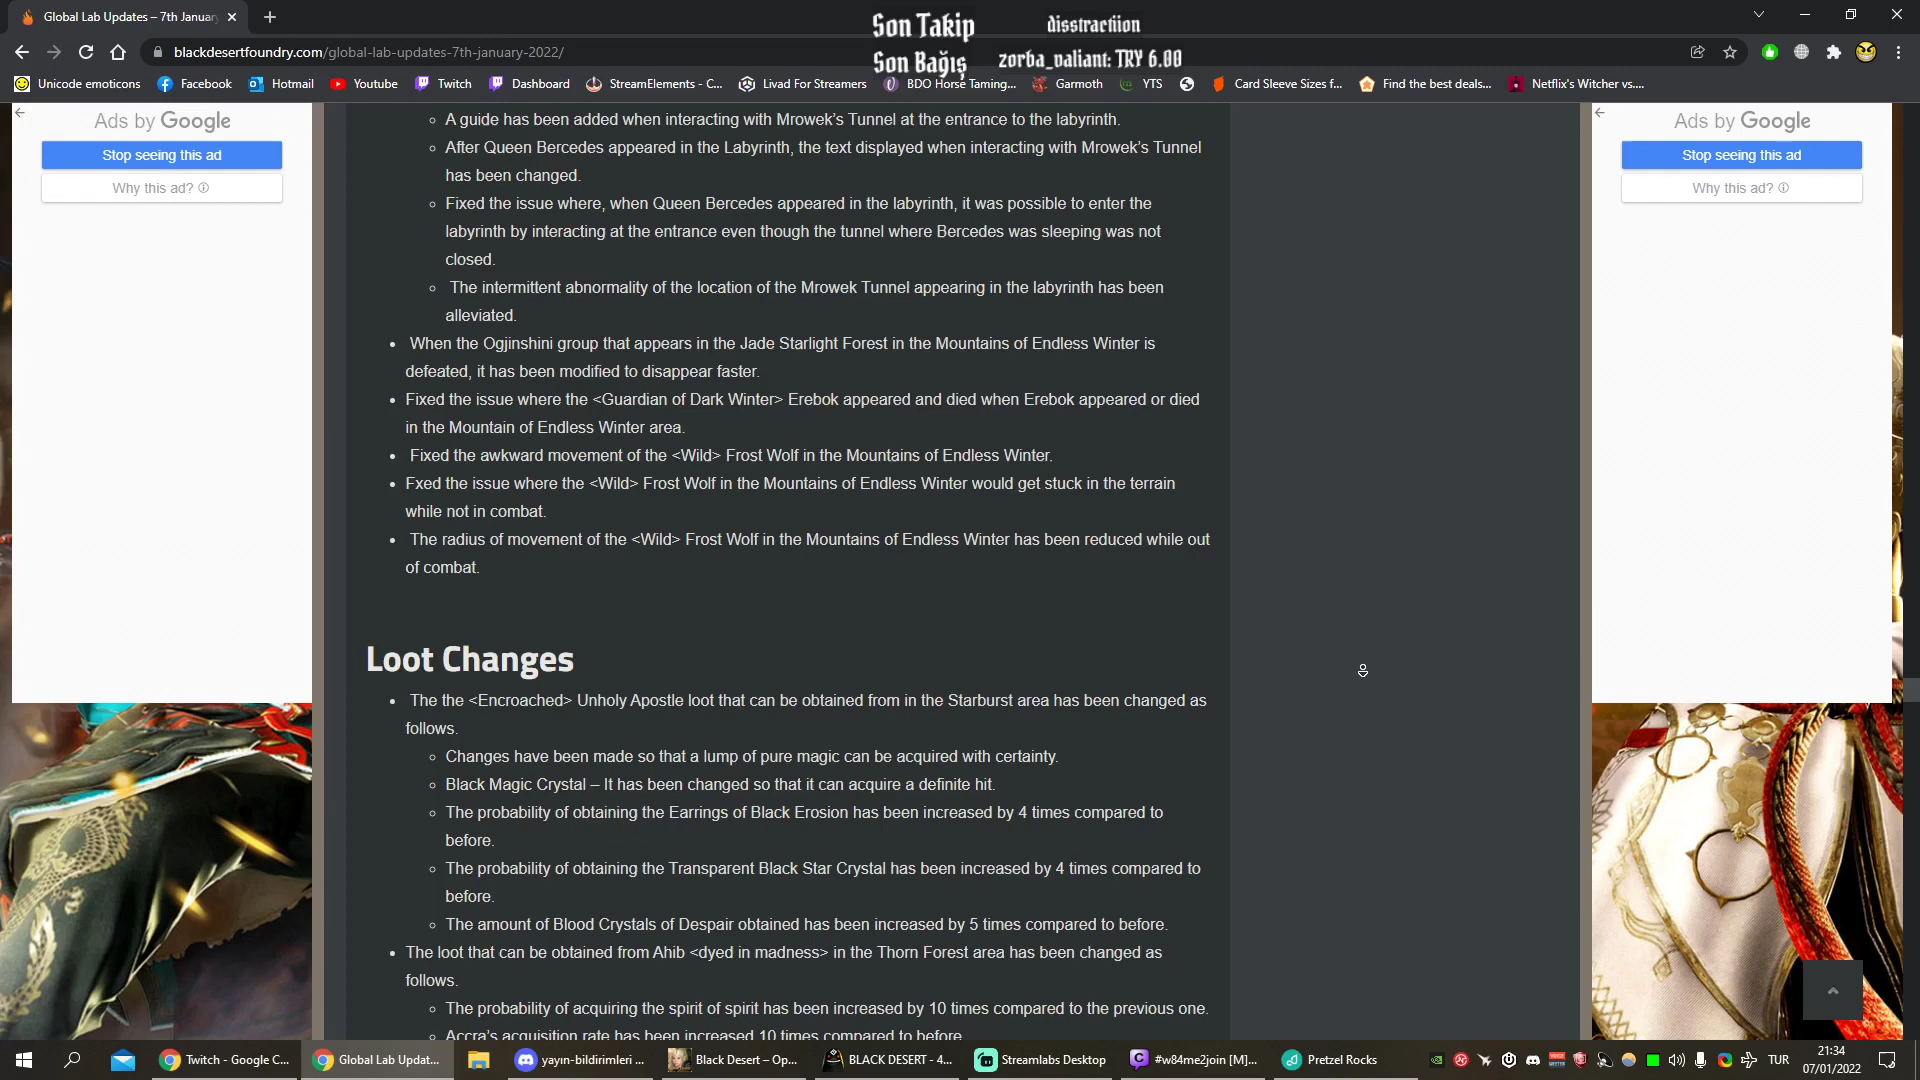 Global Lab Updates – 7th Januar
Son Takip
disstractiion
Son Bağış
zorba_valiant: TRY 6.00
blackdesertfoundry.com/global-lab-updates-7th-january-2022/
Unicode emoticons
Facebook
Hotmail
Youtube
Twitch
Dashboard
StreamElements - C...
Livad For Streamers
BDO Horse Taming...
Garmoth
YTS
Card Sleeve Sizes f...
Find the best deals...
Netflix's Witcher vs....
Ads by Google
Stop seeing this ad
Why this ad?
Ads by Google
Stop seeing this ad
Why this ad?
A guide has been added when interacting with Mrowek's Tunnel at the entrance to the labyrinth.
After Queen Bercedes appeared in the Labyrinth, the text displayed when interacting with Mrowek's Tunnel
has been changed.
Fixed the issue where, when Queen Bercedes appeared in the labyrinth, it was possible to enter the
labyrinth by interacting at the entrance even though the tunnel where Bercedes was sleeping was not
closed.
The intermittent abnormality of the location of the Mrowek Tunnel appearing in the labyrinth has been
alleviated.
When the Ogjinshini group that appears in the Jade Starlight Forest in the Mountains of Endless Winter is
defeated, it has been modified to disappear faster.
Fixed the issue where the <Guardian of Dark Winter> Erebok appeared and died when Erebok appeared or died
in the Mountain of Endless Winter area.
Fixed the awkward movement of the <Wild> Frost Wolf in the Mountains of Endless Winter.
Fxed the issue where the <Wild> Frost Wolf in the Mountains of Endless Winter would get stuck in the terrain
while not in combat.
The radius of movement of the <Wild> Frost Wolf in the Mountains of Endless Winter has been reduced while out
of combat.
Loot Changes
The the <Encroached> Unholy Apostle loot that can be obtained from in the Starburst area has been changed as
follows.
Changes have been made so that a lump of pure magic can be acquired with certainty.
Black Magic Crystal – It has been changed so that it can acquire a definite hit.
The probability of obtaining the Earrings of Black Erosion has been increased by 4 times compared to
before.
The probability of obtaining the Transparent Black Star Crystal has been increased by 4 times compared to
before.
The amount of Blood Crystals of Despair obtained has been increased by 5 times compared to before.
The loot that can be obtained from Ahib <dyed in madness> in the Thorn Forest area has been changed as
follows.
The probability of acquiring the spirit of spirit has been increased by 10 times compared to the previous one.
Accra's acquisition rate has been increased 10 times compared to before.
Twitch - Google C...
Global Lab Updat...
yayın-bildirimleri ...
Black Desert – Op...
BLACK DESERT - 4...
Streamlabs Desktop
#w84me2join [M]...
Pretzel Rocks
TUR
21:34
07/01/2022